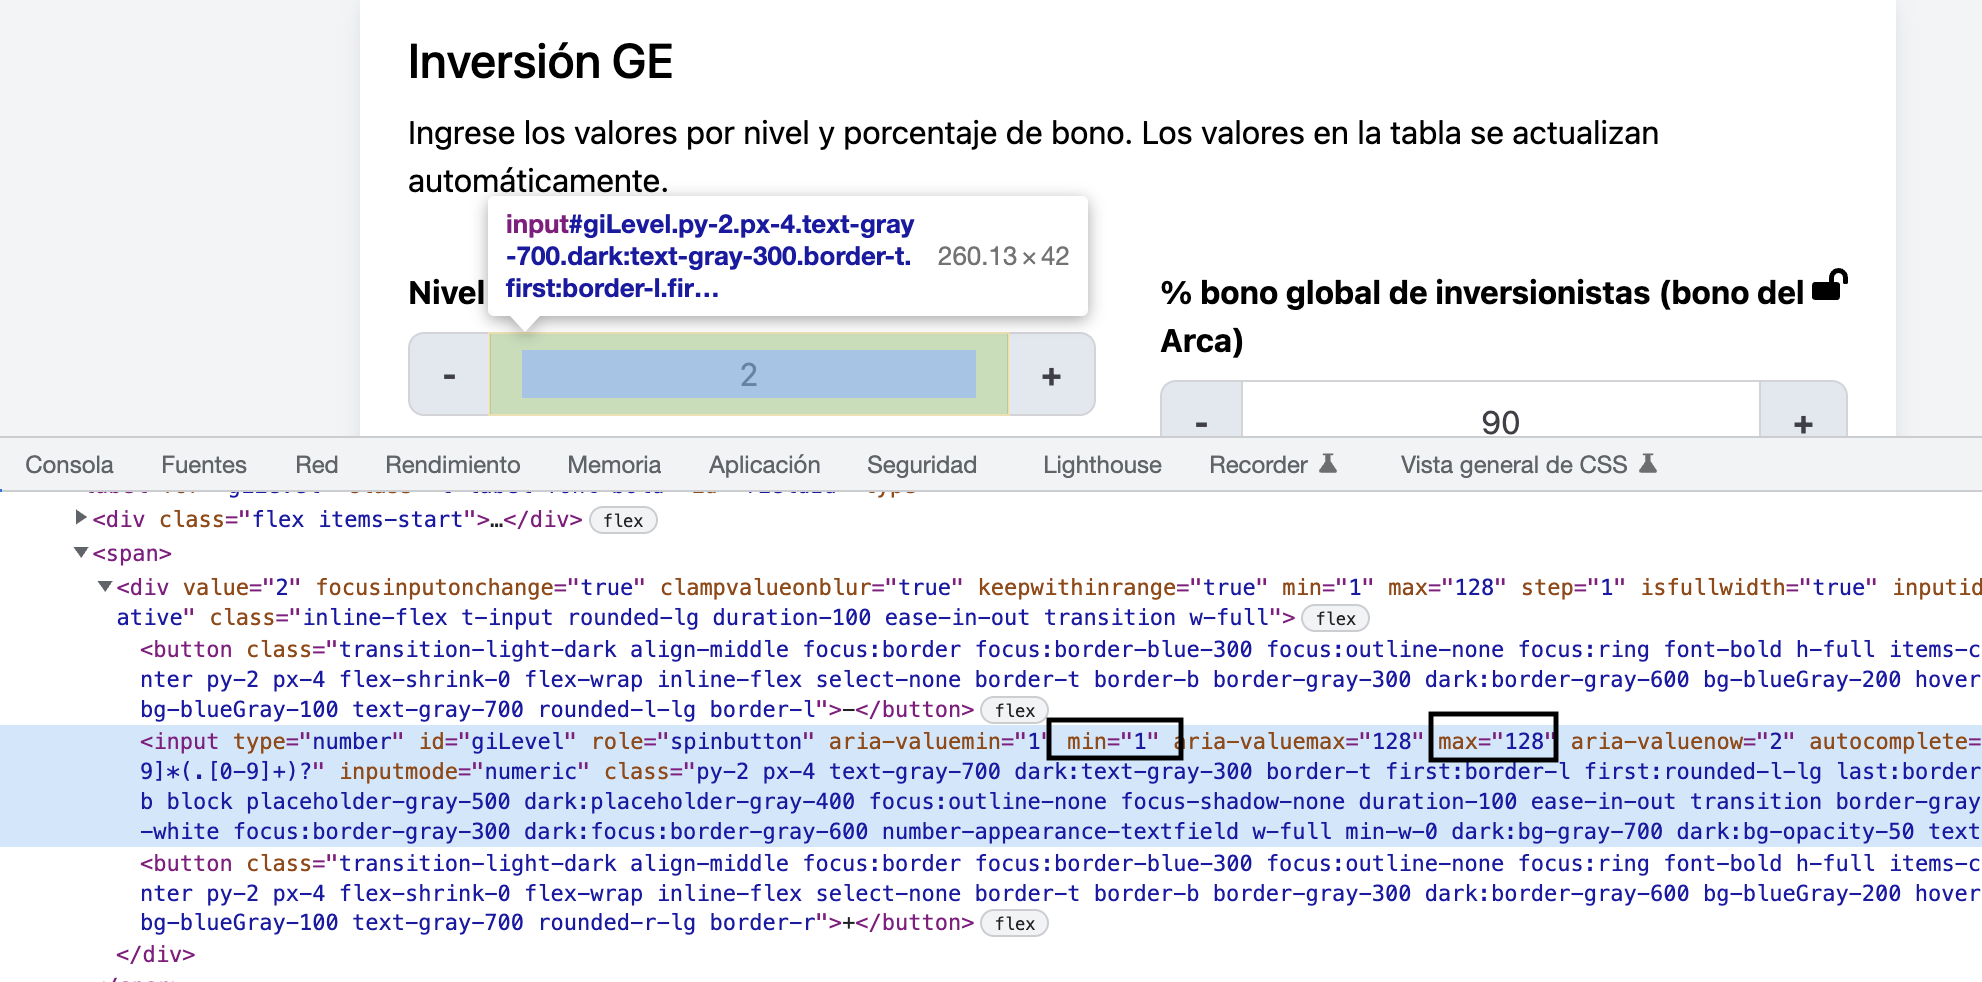 Inversión GE
Ingrese los valores por nivel y porcentaje de bono. Los valores en la tabla se actualizan
automáticamente.
input#giLevel.py-2.px-4.text-gray
-700.dark:text-gray-300.border-t.
first:border-l.fir…
260.13×42
Nivel
% bono global de inversionistas (bono del
Arca)
- 2 +
- 90 +
Consola Fuentes Red Rendimiento Memoria Aplicación Seguridad Lighthouse Recorder Vista general de CSS
<div class="flex items-start">…</div> flex
<span>
<div value="2" focusinputonchange="true" clampvalueonblur="true" keepwithinrange="true" min="1" max="128" step="1" isfullwidth="true" inputid
ative" class="inline-flex t-input rounded-lg duration-100 ease-in-out transition w-full"> flex
<button class="transition-light-dark align-middle focus:border focus:border-blue-300 focus:outline-none focus:ring font-bold h-full items-c
nter py-2 px-4 flex-shrink-0 flex-wrap inline-flex select-none border-t border-b border-gray-300 dark:border-gray-600 bg-blueGray-200 hover
bg-blueGray-100 text-gray-700 rounded-l-lg border-l">-</button> flex
<input type="number" id="giLevel" role="spinbutton" aria-valuemin="1" min="1" aria-valuemax="128" max="128" aria-valuenow="2" autocomplete=
9]*(.[0-9]+)?" inputmode="numeric" class="py-2 px-4 text-gray-700 dark:text-gray-300 border-t first:border-l first:rounded-l-lg last:border
b block placeholder-gray-500 dark:placeholder-gray-400 focus:outline-none focus-shadow-none duration-100 ease-in-out transition border-gray
-white focus:border-gray-300 dark:focus:border-gray-600 number-appearance-textfield w-full min-w-0 dark:bg-gray-700 dark:bg-opacity-50 text
<button class="transition-light-dark align-middle focus:border focus:border-blue-300 focus:outline-none focus:ring font-bold h-full items-c
nter py-2 px-4 flex-shrink-0 flex-wrap inline-flex select-none border-t border-b border-gray-300 dark:border-gray-600 bg-blueGray-200 hover
bg-blueGray-100 text-gray-700 rounded-r-lg border-r">+</button> flex
</div>